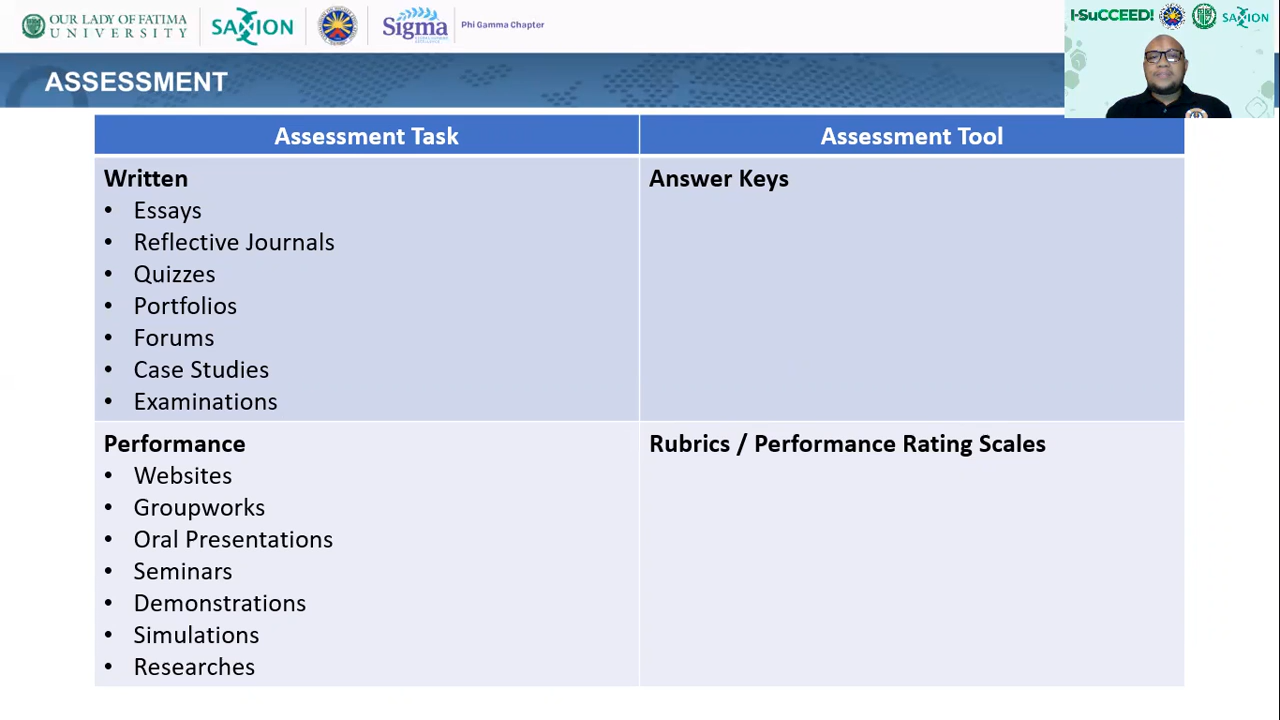 OUR LADY OF FATIMA
UNIVERSITY
SAXION
Sigma
Phi Gamma Chapter
I-SuCCEED!
SAXION
ASSESSMENT
Assessment Task
Assessment Tool
Written
Answer Keys
• Essays
• Reflective Journals
• Quizzes
• Portfolios
• Forums
• Case Studies
• Examinations
Performance
Rubrics / Performance Rating Scales
• Websites
• Groupworks
• Oral Presentations
• Seminars
• Demonstrations
• Simulations
• Researches